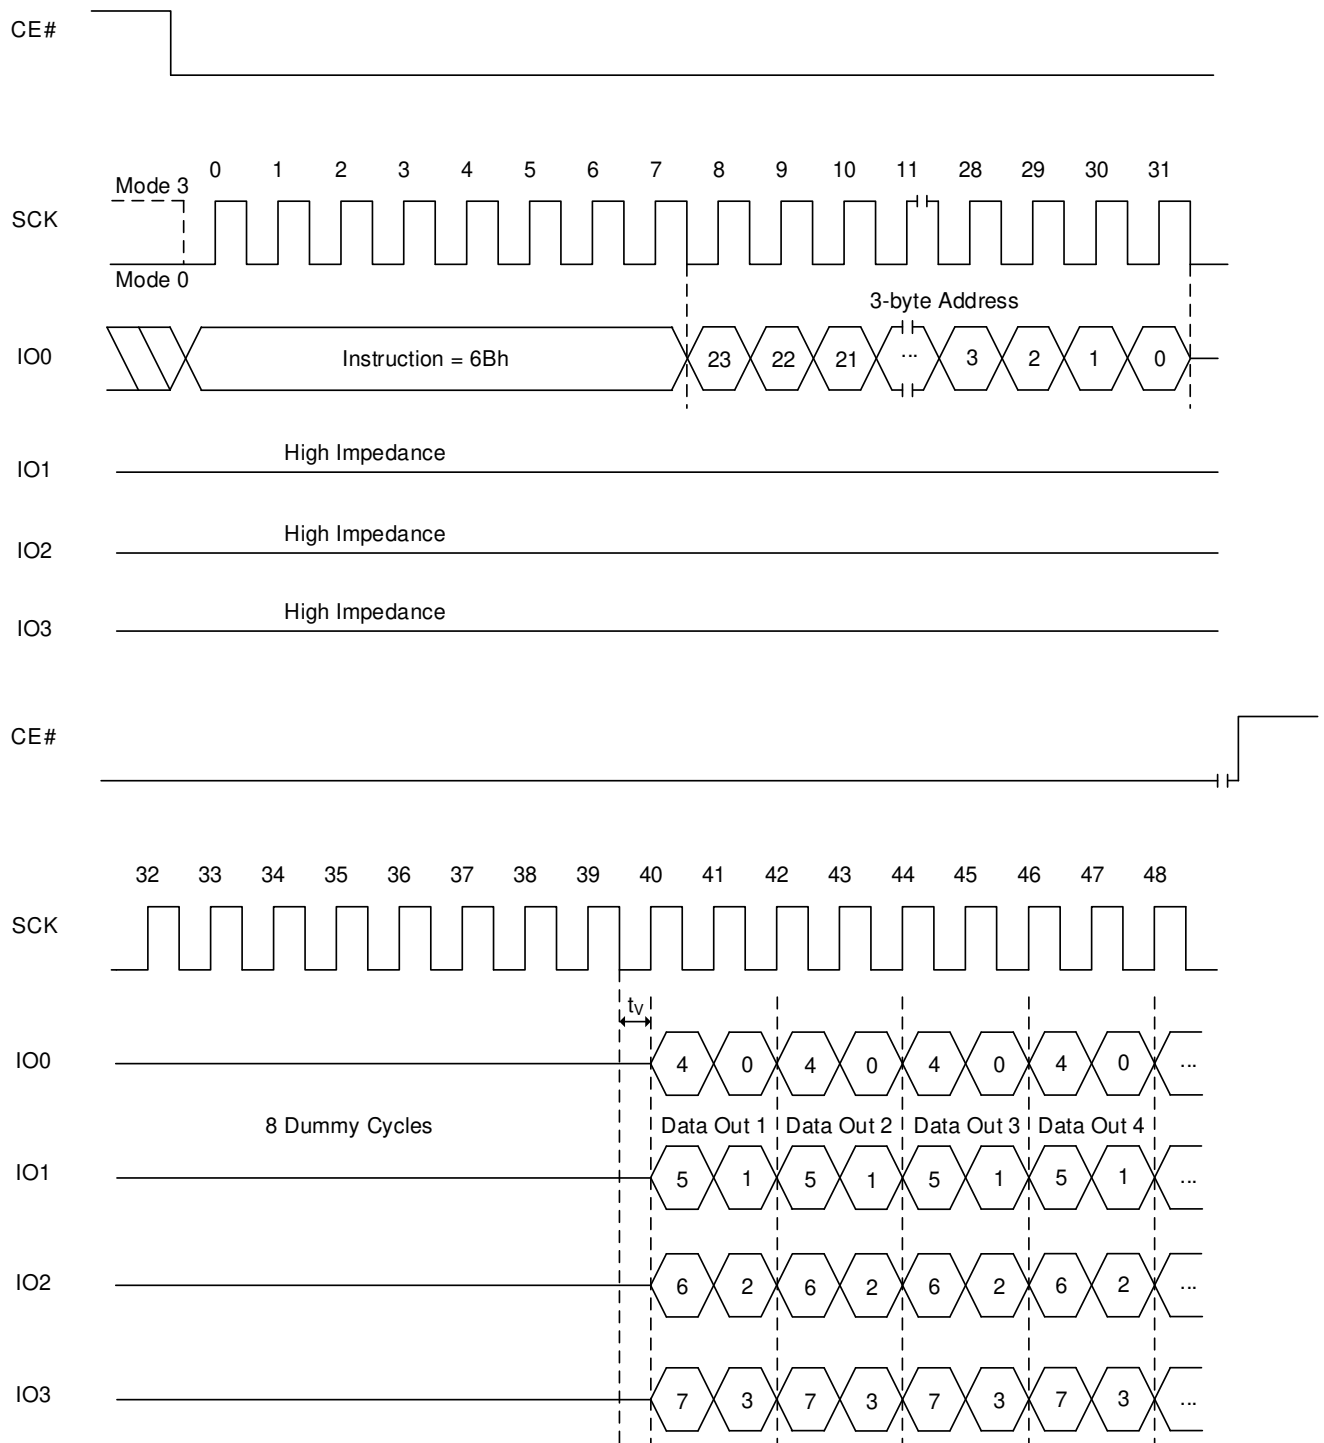 CE#
0 1 2 3 4 5 6 7 8 9 10 11 28 29 30 31
Mode 3
SCK
Mode 0
3-byte Address
IO0 Instruction = 6Bh 23 22 21 ... 3 2 1 0
High Impedance
IO1
High Impedance
IO2
High Impedance
IO3
CE#
32 33 34 35 36 37 38 39 40 41 42 43 44 45 46 47 48
SCK
tV
IO0 4 0 4 0 4 0 4 0 ...
8 Dummy Cycles Data Out 1 Data Out 2 Data Out 3 Data Out 4
IO1 5 1 5 1 5 1 5 1 ...
IO2 6 2 6 2 6 2 6 2 ...
IO3 7 3 7 3 7 3 7 3 ...